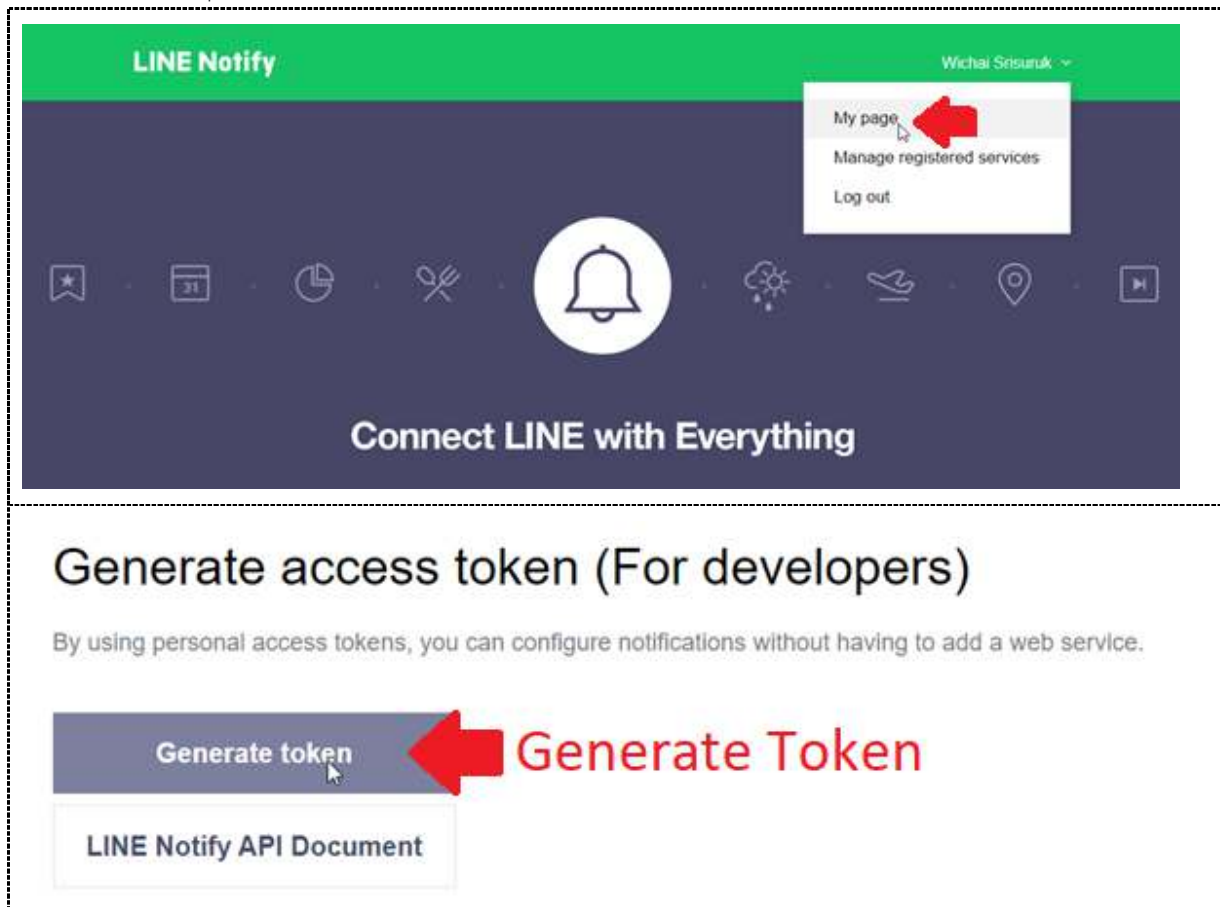 LINE Notify
Wichai Srisuruk
My page
Manage registered services
Log out
31
Connect LINE with Everything
Generate access token (For developers)
By using personal access tokens, you can configure notifications without having to add a web service.
Generate token
Generate Token
LINE Notify API Document